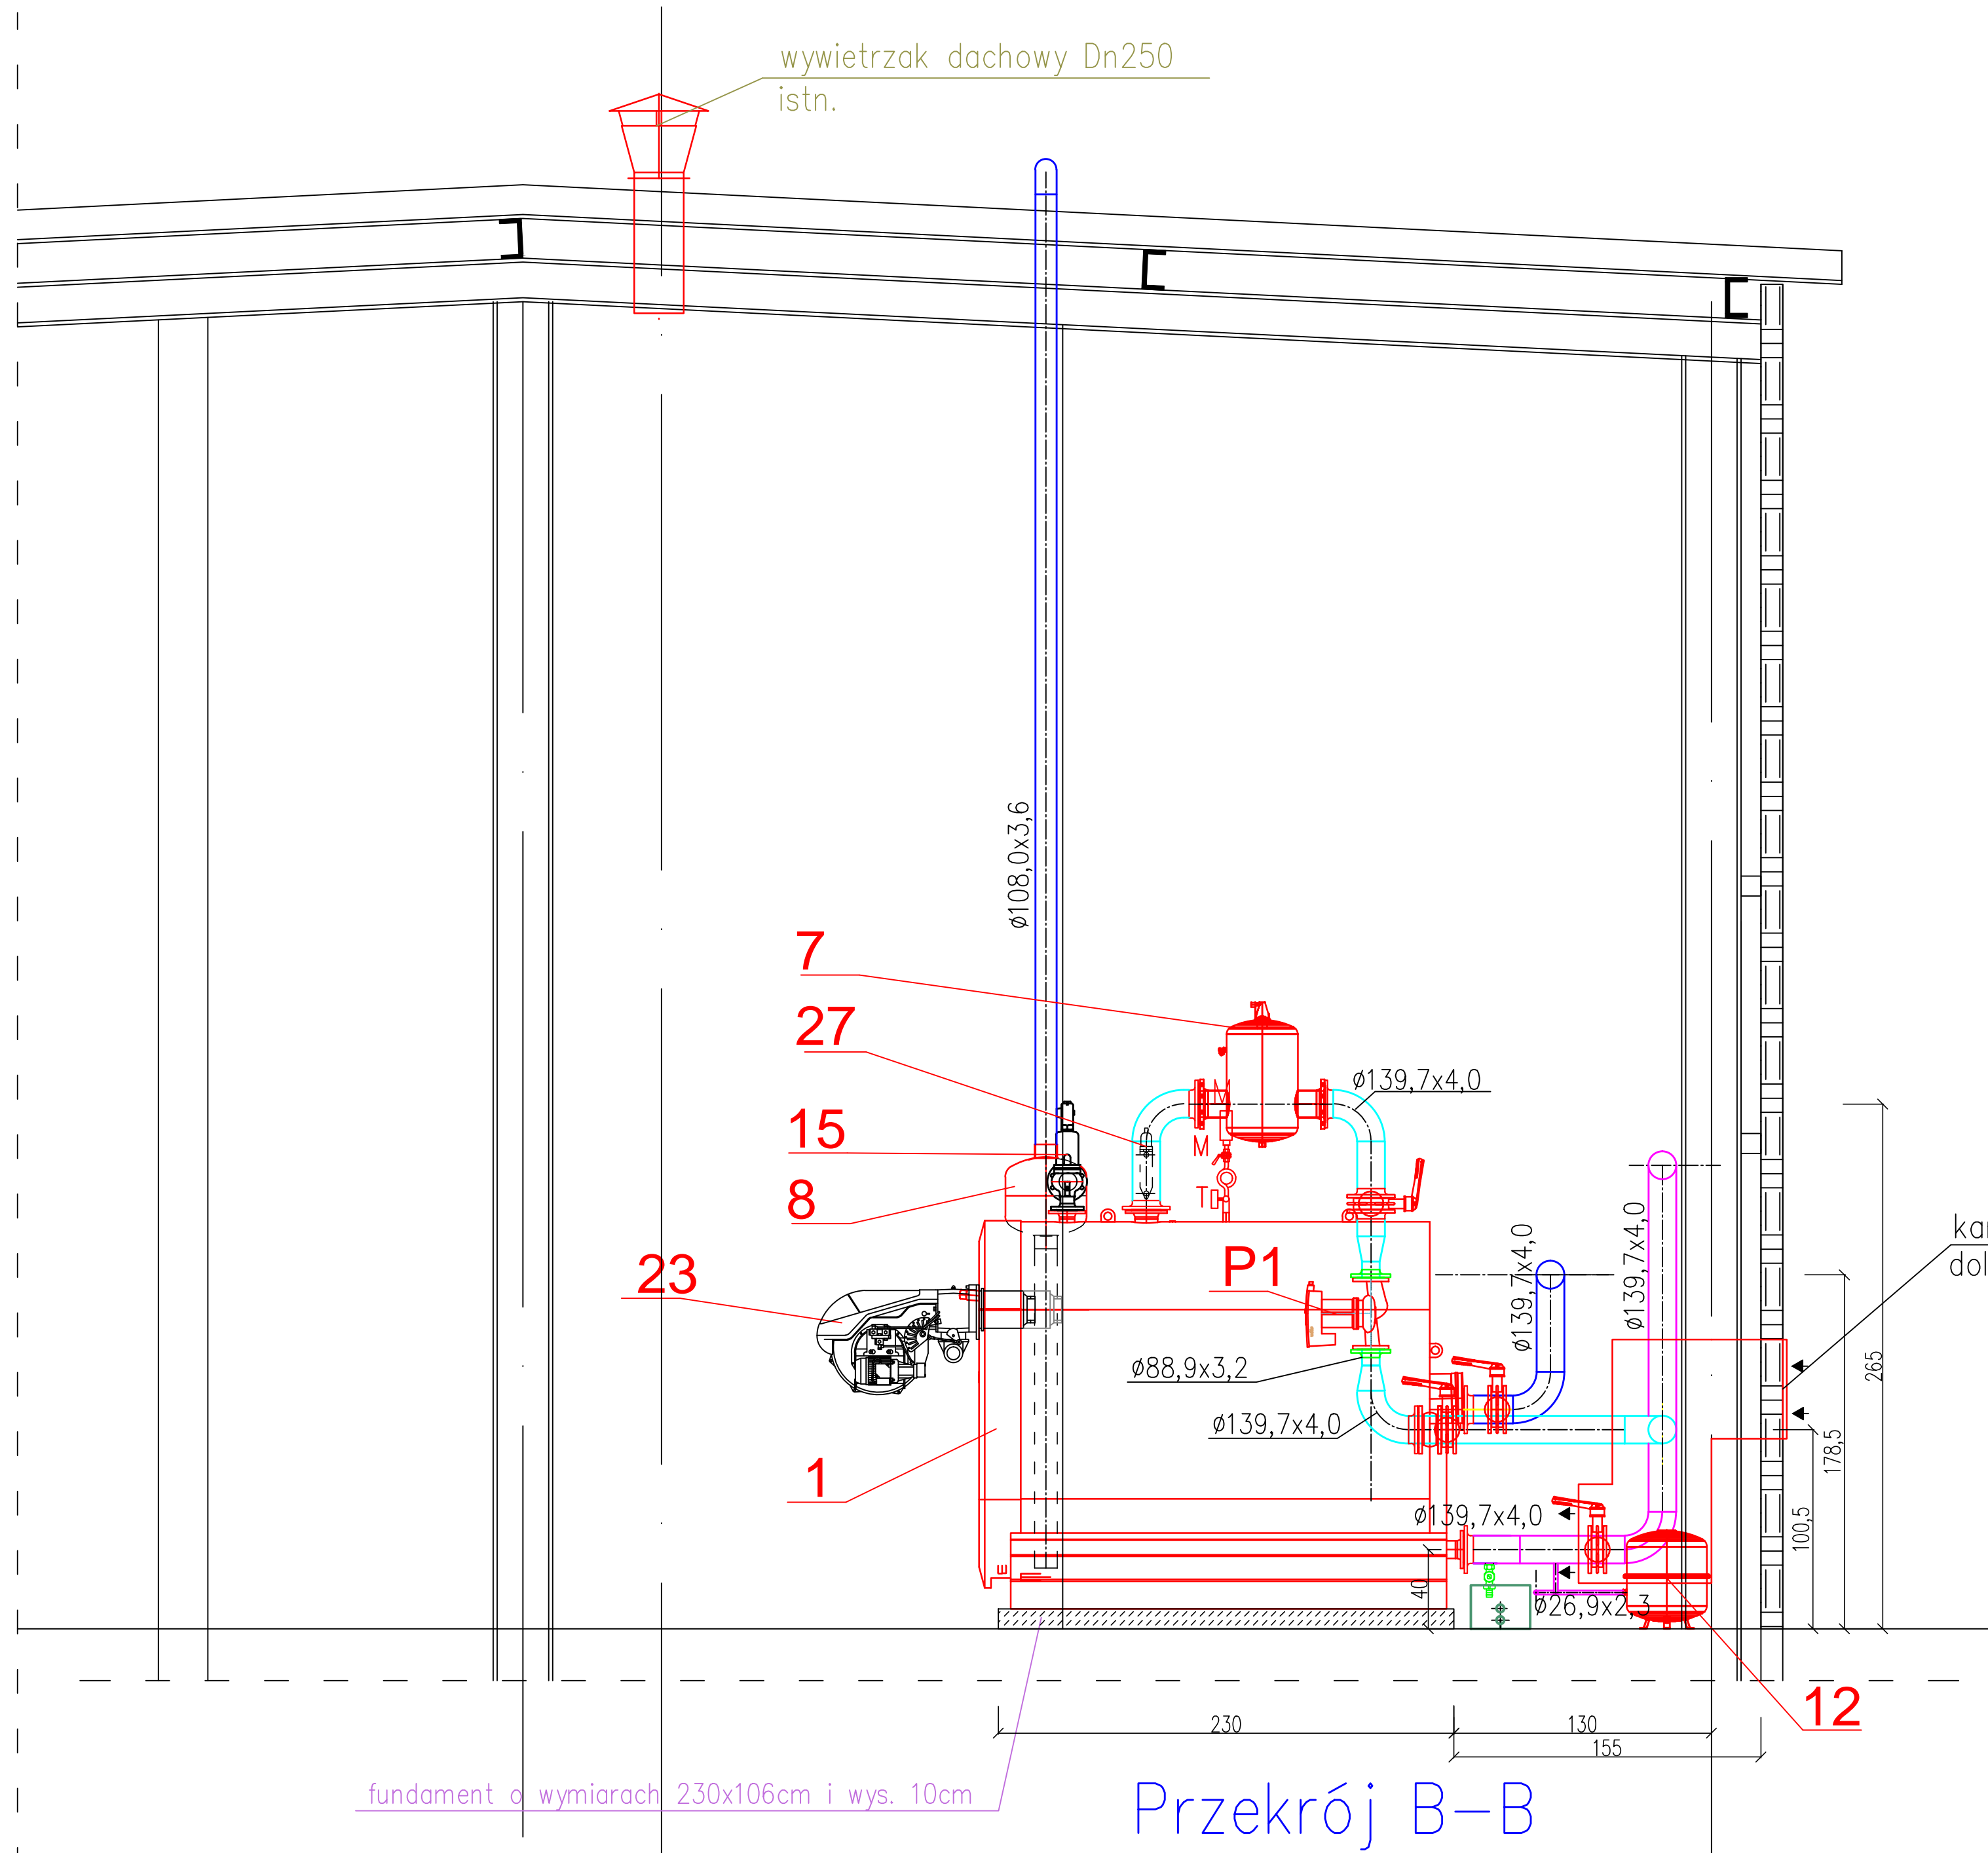 wywietrzak dachowy Dn250
istn.
ø108,0x3,6
7
27
15
8
23
1
M
M
T
P1
ø139,7x4,0
ø88,9x3,2
ø139,7x4,0
ø139,7x4,0
ø139,7x4,0
ø139,7x4,0
ø26,9x2,3
40
100,5
178,5
265
12
230
130
155
fundament o wymiarach 230x106cm i wys. 10cm
Przekrój B-B